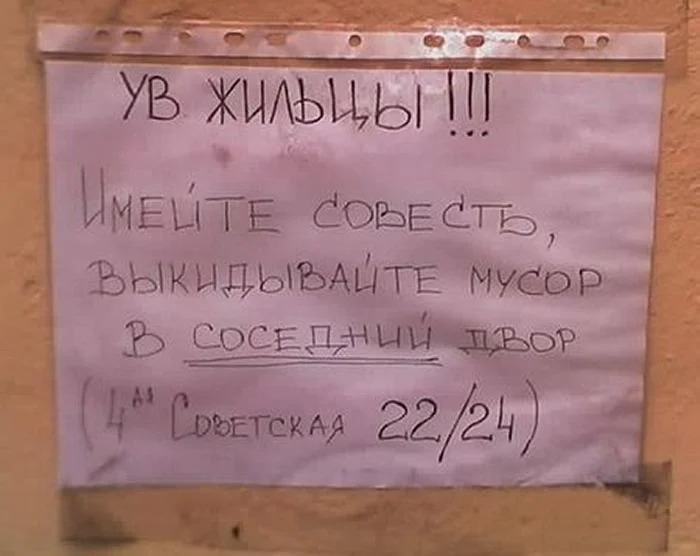 УВ ЖИЛЬЦЫ!!!
ИМЕЙТЕ СОВЕСТЬ,
ВЫКИДЫВАЙТЕ МУСОР
В СОСЕДНИЙ ДВОР
(4ая СОВЕТСКАЯ 22/24)